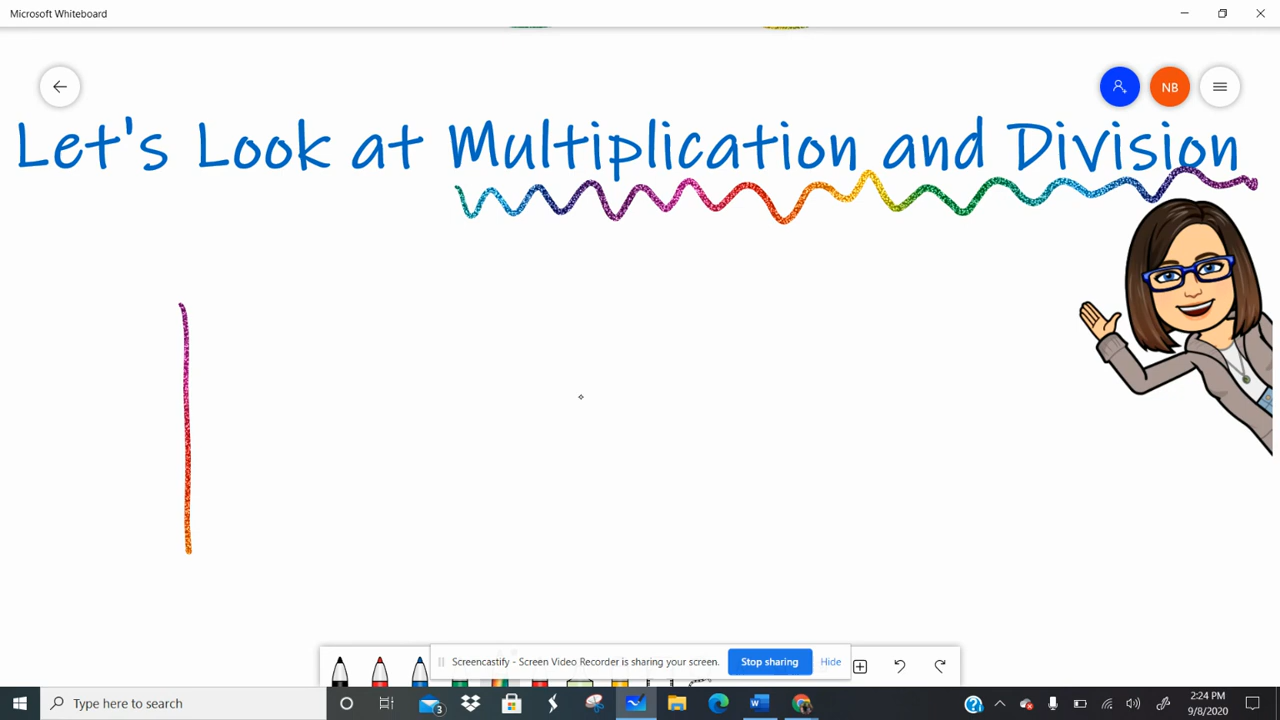 Microsoft Whiteboard
NB
Let's Look at Multiplication and Division
Screencastify - Screen Video Recorder is sharing your screen.
Stop sharing
Hide
Type here to search
3
2:24 PM
9/8/2020